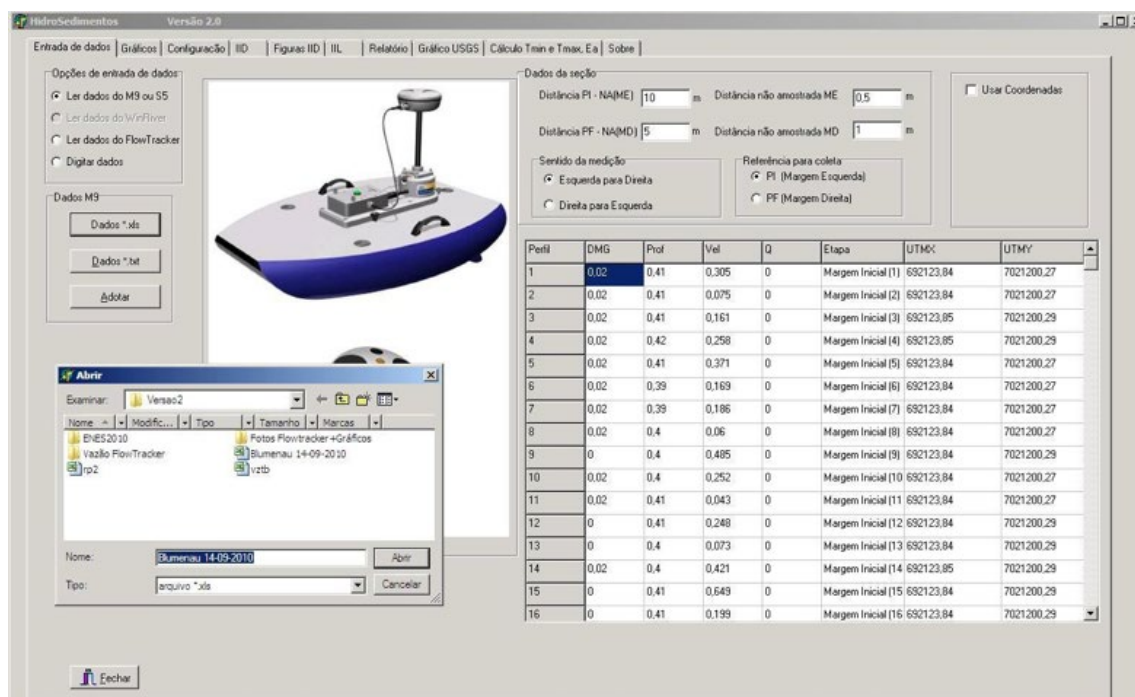 HidroSedimentos Versão 2.0
Entrada de dados Gráficos Configuracão IID Figuras IID IIL Relatório Gráfico USGS Cálculo Tmin e Tmax, Ea Sobre
Opções de entrada de dados
Ler dados do M9 ou S5
Ler dados do WinRiver
Ler dados do FlowTracker
Digitar dados
Dados M9
Dados *.xls
Dados *.txt
Adotar
Dados da seção
Distância PI - NA(ME) 10 m Distância não amostrada ME 0,5 m
Distância PF - NA(MD) 5 m Distância não amostrada MD 1 m
Sentido da medição
Esquerda para Direita
Direita para Esquerda
Referência para coleta
PI (Margem Esquerda)
PF (Margem Direita)
Usar Coordenadas
Perfil DMG Prof Vel Q Etapa UTMX UTMY
1 0,02 0,41 0,305 0 Margem Inicial (1) 692123,84 7021200,27
2 0,02 0,41 0,075 0 Margem Inicial (2) 692123,84 7021200,27
3 0,02 0,41 0,161 0 Margem Inicial (3) 692123,85 7021200,29
4 0,02 0,42 0,258 0 Margem Inicial (4) 692123,85 7021200,29
5 0,02 0,41 0,371 0 Margem Inicial (5) 692123,84 7021200,27
6 0,02 0,39 0,169 0 Margem Inicial (6) 692123,84 7021200,27
7 0,02 0,39 0,186 0 Margem Inicial (7) 692123,84 7021200,27
8 0,02 0,4 0,06 0 Margem Inicial (8) 692123,84 7021200,27
9 0 0,4 0,485 0 Margem Inicial (9) 692123,84 7021200,29
10 0,02 0,4 0,252 0 Margem Inicial (10 692123,84 7021200,27
11 0,02 0,41 0,043 0 Margem Inicial (11 692123,84 7021200,27
12 0 0,41 0,248 0 Margem Inicial (12 692123,84 7021200,29
13 0 0,4 0,073 0 Margem Inicial (13 692123,84 7021200,29
14 0,02 0,4 0,421 0 Margem Inicial (14 692123,85 7021200,29
15 0 0,41 0,649 0 Margem Inicial (15 692123,84 7021200,29
16 0 0,41 0,199 0 Margem Inicial (16 692123,84 7021200,29
Abrir
Examinar: Versao2
Nome Modific... Tipo Tamanho Marcas
ENES2010 Fotos Flowtracker+Gráficos
Vazão FlowTracker Blumenau 14-09-2010
rp2 vztb
Nome: Blumenau 14-09-2010 Abrir
Tipo: arquivo *.xls Cancelar
Fechar